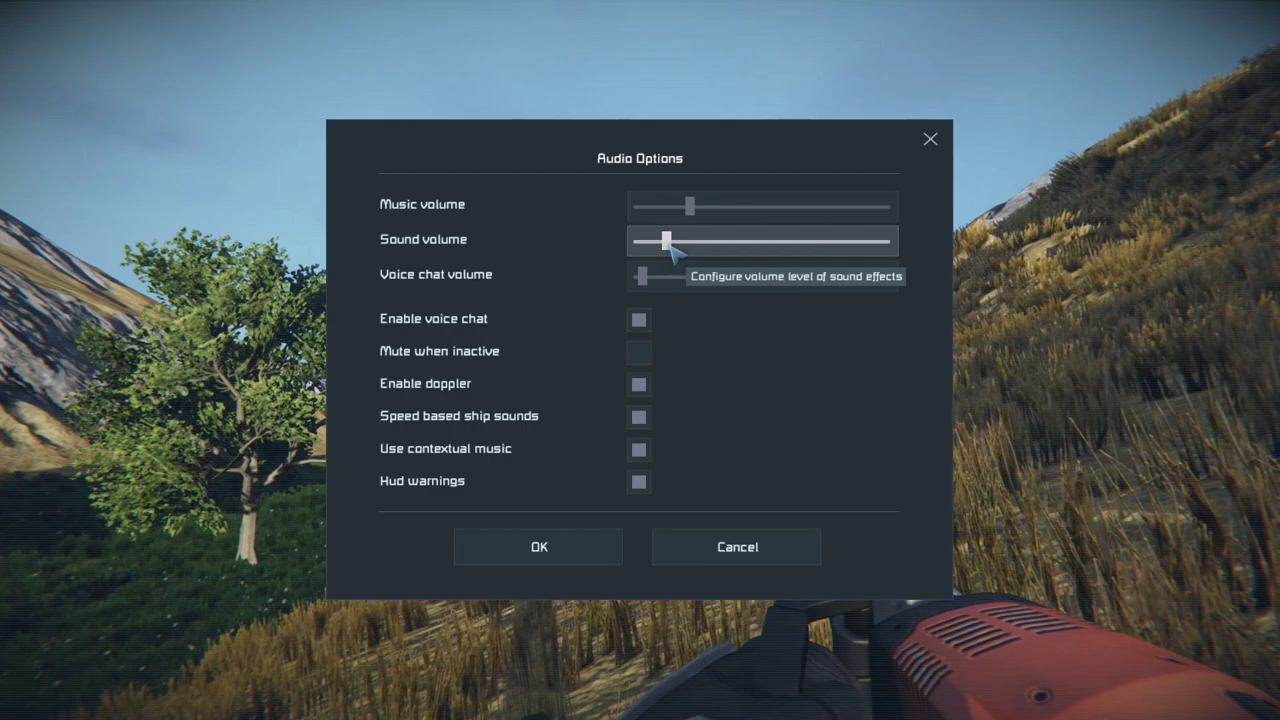 Audio Options
Music volume
Sound volume
Voice chat volume
Configure volume level of sound effects
Enable voice chat
Mute when inactive
Enable doppler
Speed based ship sounds
Use contextual music
Hud warnings
OK
Cancel